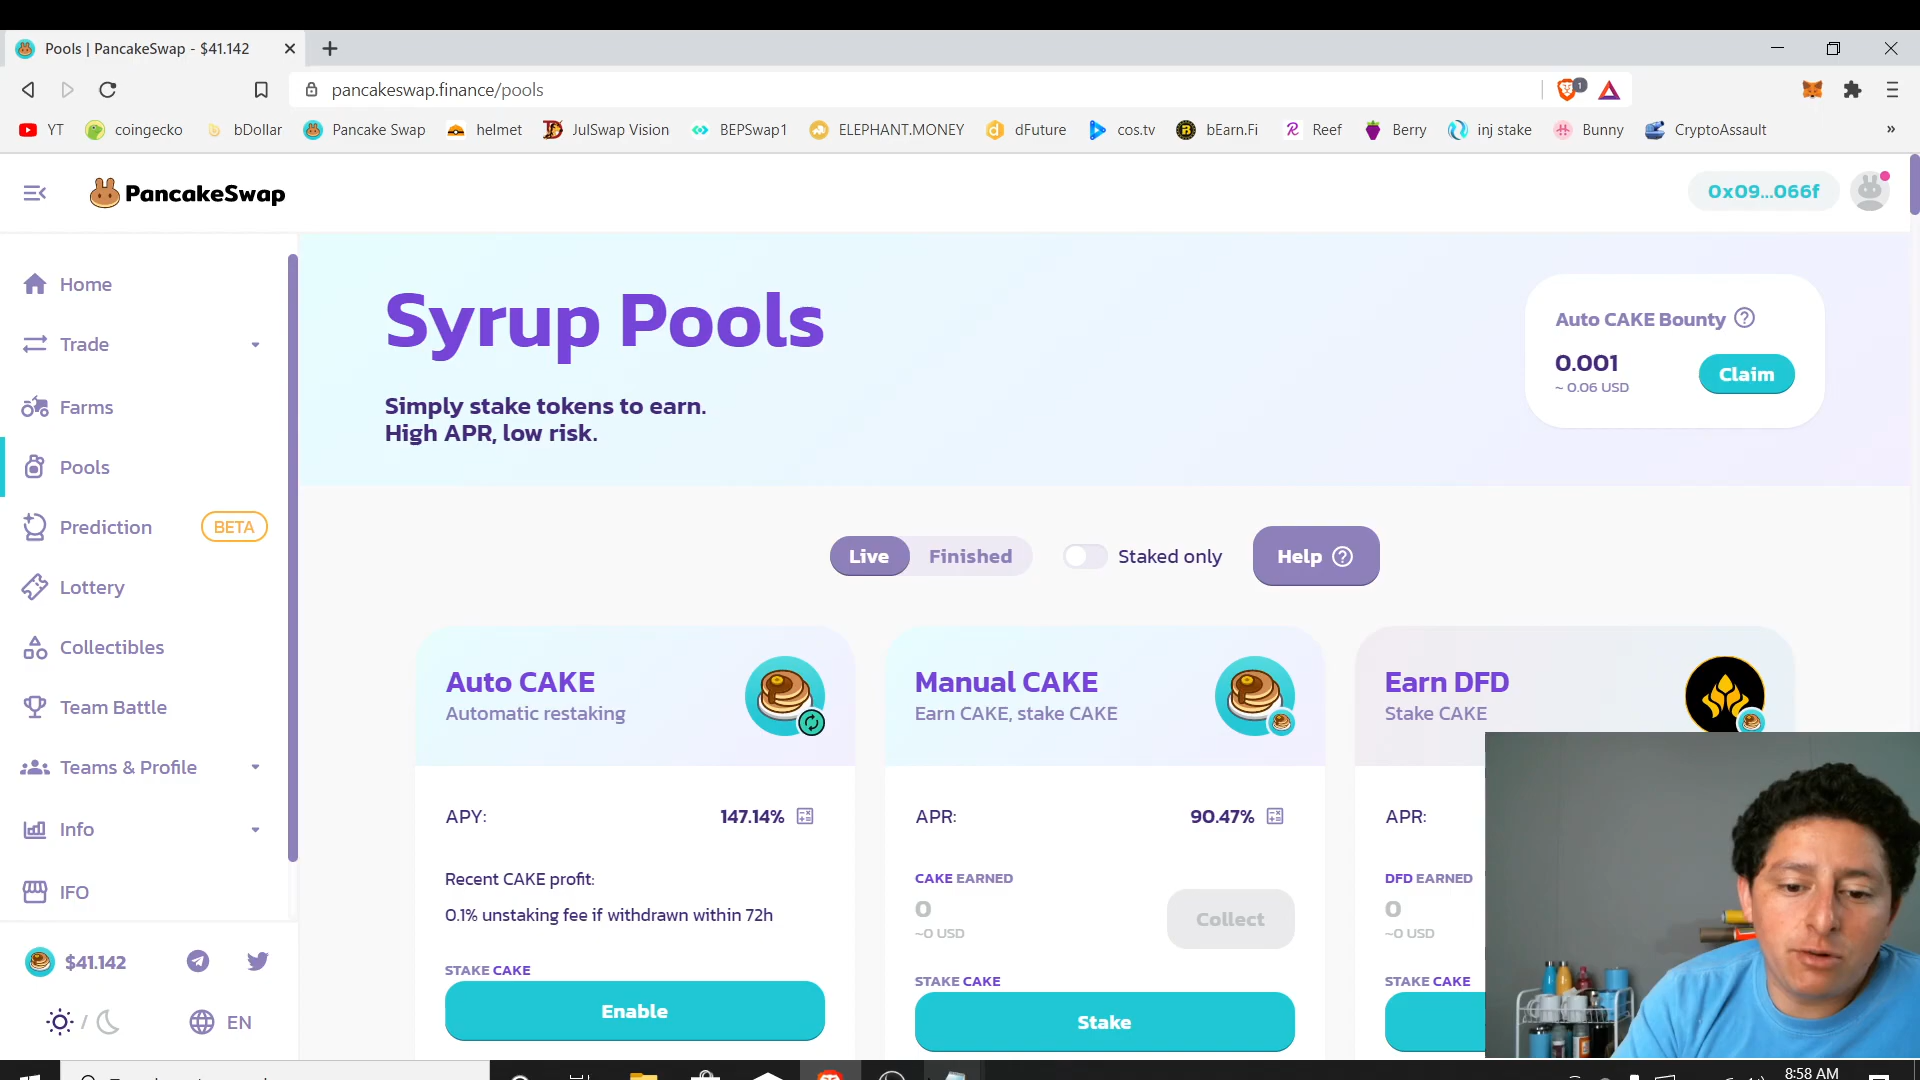 Pools | PancakeSwap - $41.142
pancakeswap.finance/pools
1
YT
coingecko
bDollar
Pancake Swap
helmet
JulSwap Vision
BEPSwap1
ELEPHANT.MONEY
dFuture
cos.tv
bEarn.Fi
Reef
Berry
inj stake
Bunny
CryptoAssault
»
PancakeSwap
0x09...066f
Home
Trade
Farms
Pools
Prediction
BETA
Lottery
Collectibles
Team Battle
Teams & Profile
Info
IFO
$41.142
/
EN
Syrup Pools
Simply stake tokens to earn.
High APR, low risk.
Auto CAKE Bounty
0.001
~ 0.06 USD
Claim
Live
Finished
Staked only
Help
Auto CAKE
Automatic restaking
APY:
147.14%
Recent CAKE profit:
0.1% unstaking fee if withdrawn within 72h
STAKE CAKE
Enable
Manual CAKE
Earn CAKE, stake CAKE
APR:
90.47%
CAKE EARNED
0
~0 USD
Collect
STAKE CAKE
Stake
Earn DFD
Stake CAKE
APR:
DFD EARNED
0
~0 USD
STAKE CAKE
8:58 AM